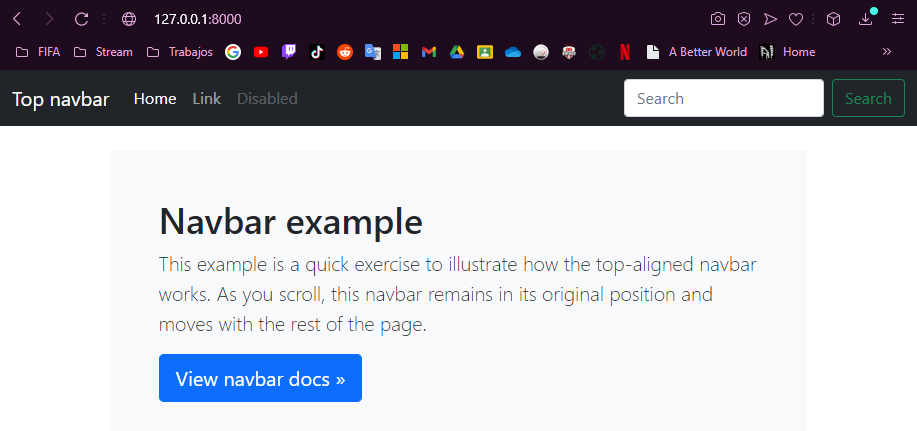 127.0.0.1:8000
FIFA Stream Trabajos A Better World Home »
Top navbar Home Link Disabled Search Search
Navbar example
This example is a quick exercise to illustrate how the top-aligned navbar
works. As you scroll, this navbar remains in its original position and
moves with the rest of the page.
View navbar docs »